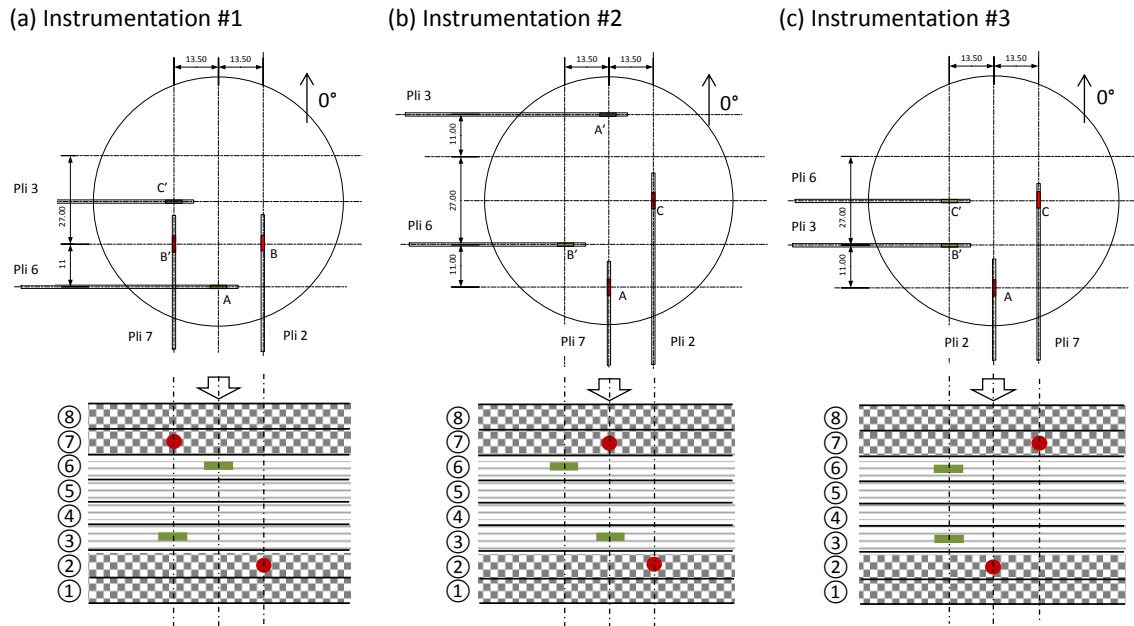 (a) Instrumentation #1
13.50 13.50
0°
Pli 3
C'
27.00
B'
B
Pli 6
11
A
Pli 7
Pli 2
⑧
⑦
⑥
⑤
④
③
②
①
(b) Instrumentation #2
13.50 13.50
0°
Pli 3
A'
11.00
27.00
C
Pli 6
B'
11.00
A
Pli 7
Pli 2
⑧
⑦
⑥
⑤
④
③
②
①
(c) Instrumentation #3
13.50 13.50
0°
Pli 6
C'
C
27.00
Pli 3
B'
11.00
A
Pli 2
Pli 7
⑧
⑦
⑥
⑤
④
③
②
①